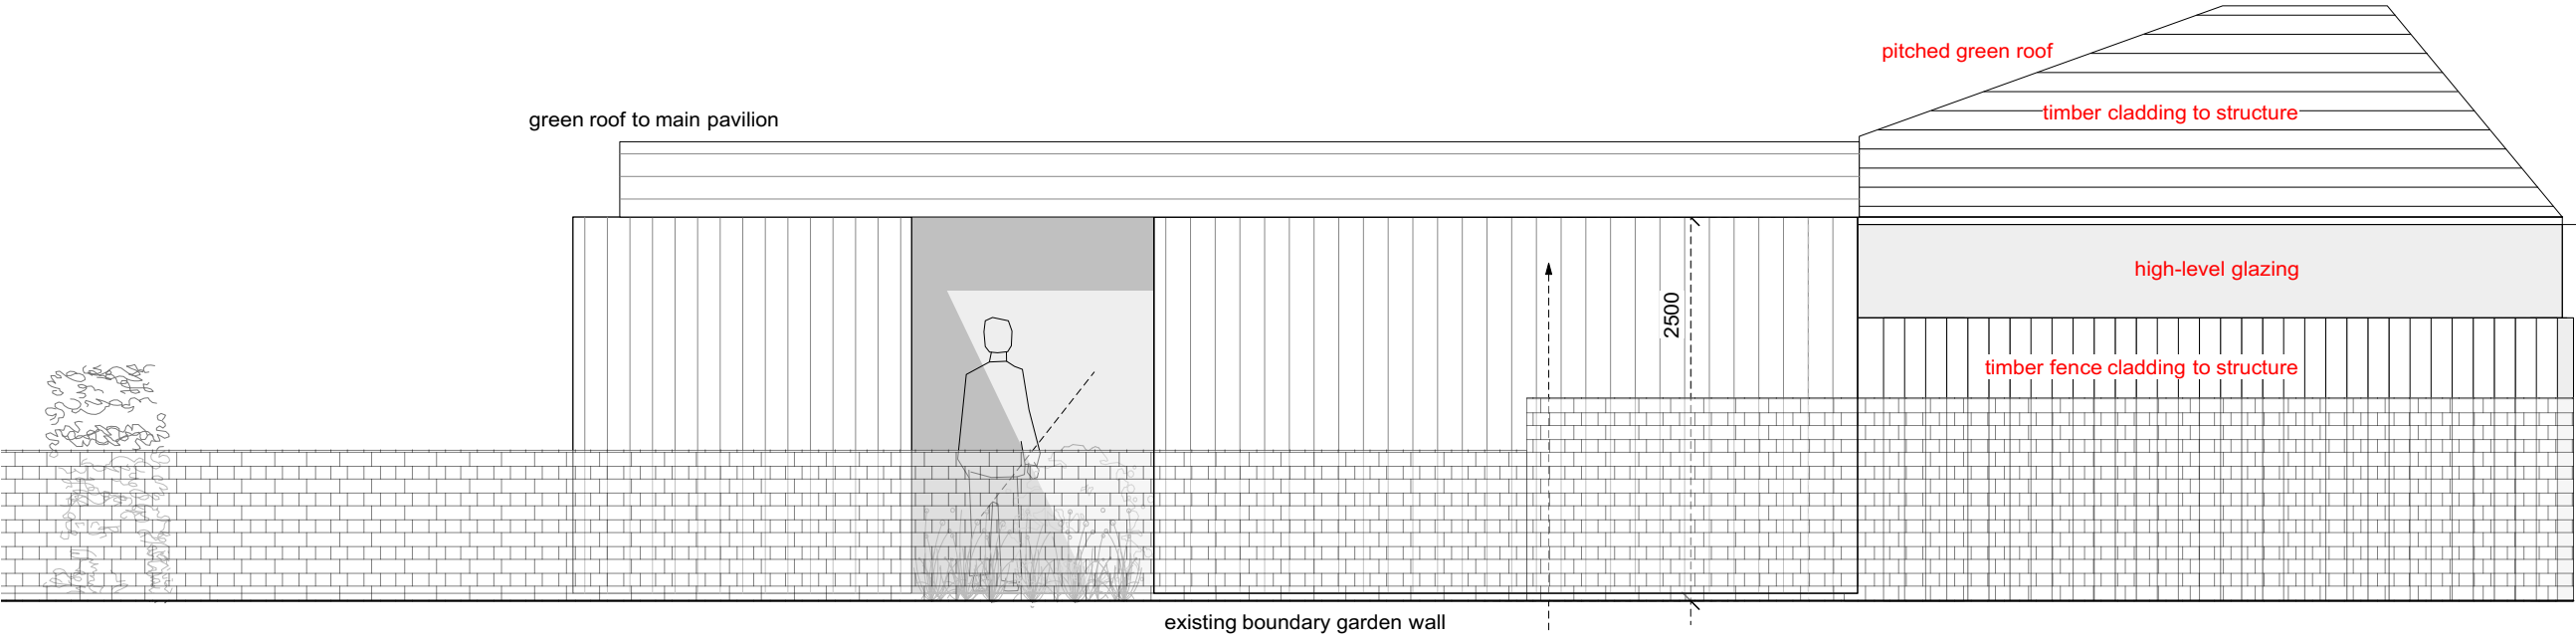 pitched green roof
timber cladding to structure
green roof to main pavilion
high-level glazing
2500
timber fence cladding to structure
existing boundary garden wall